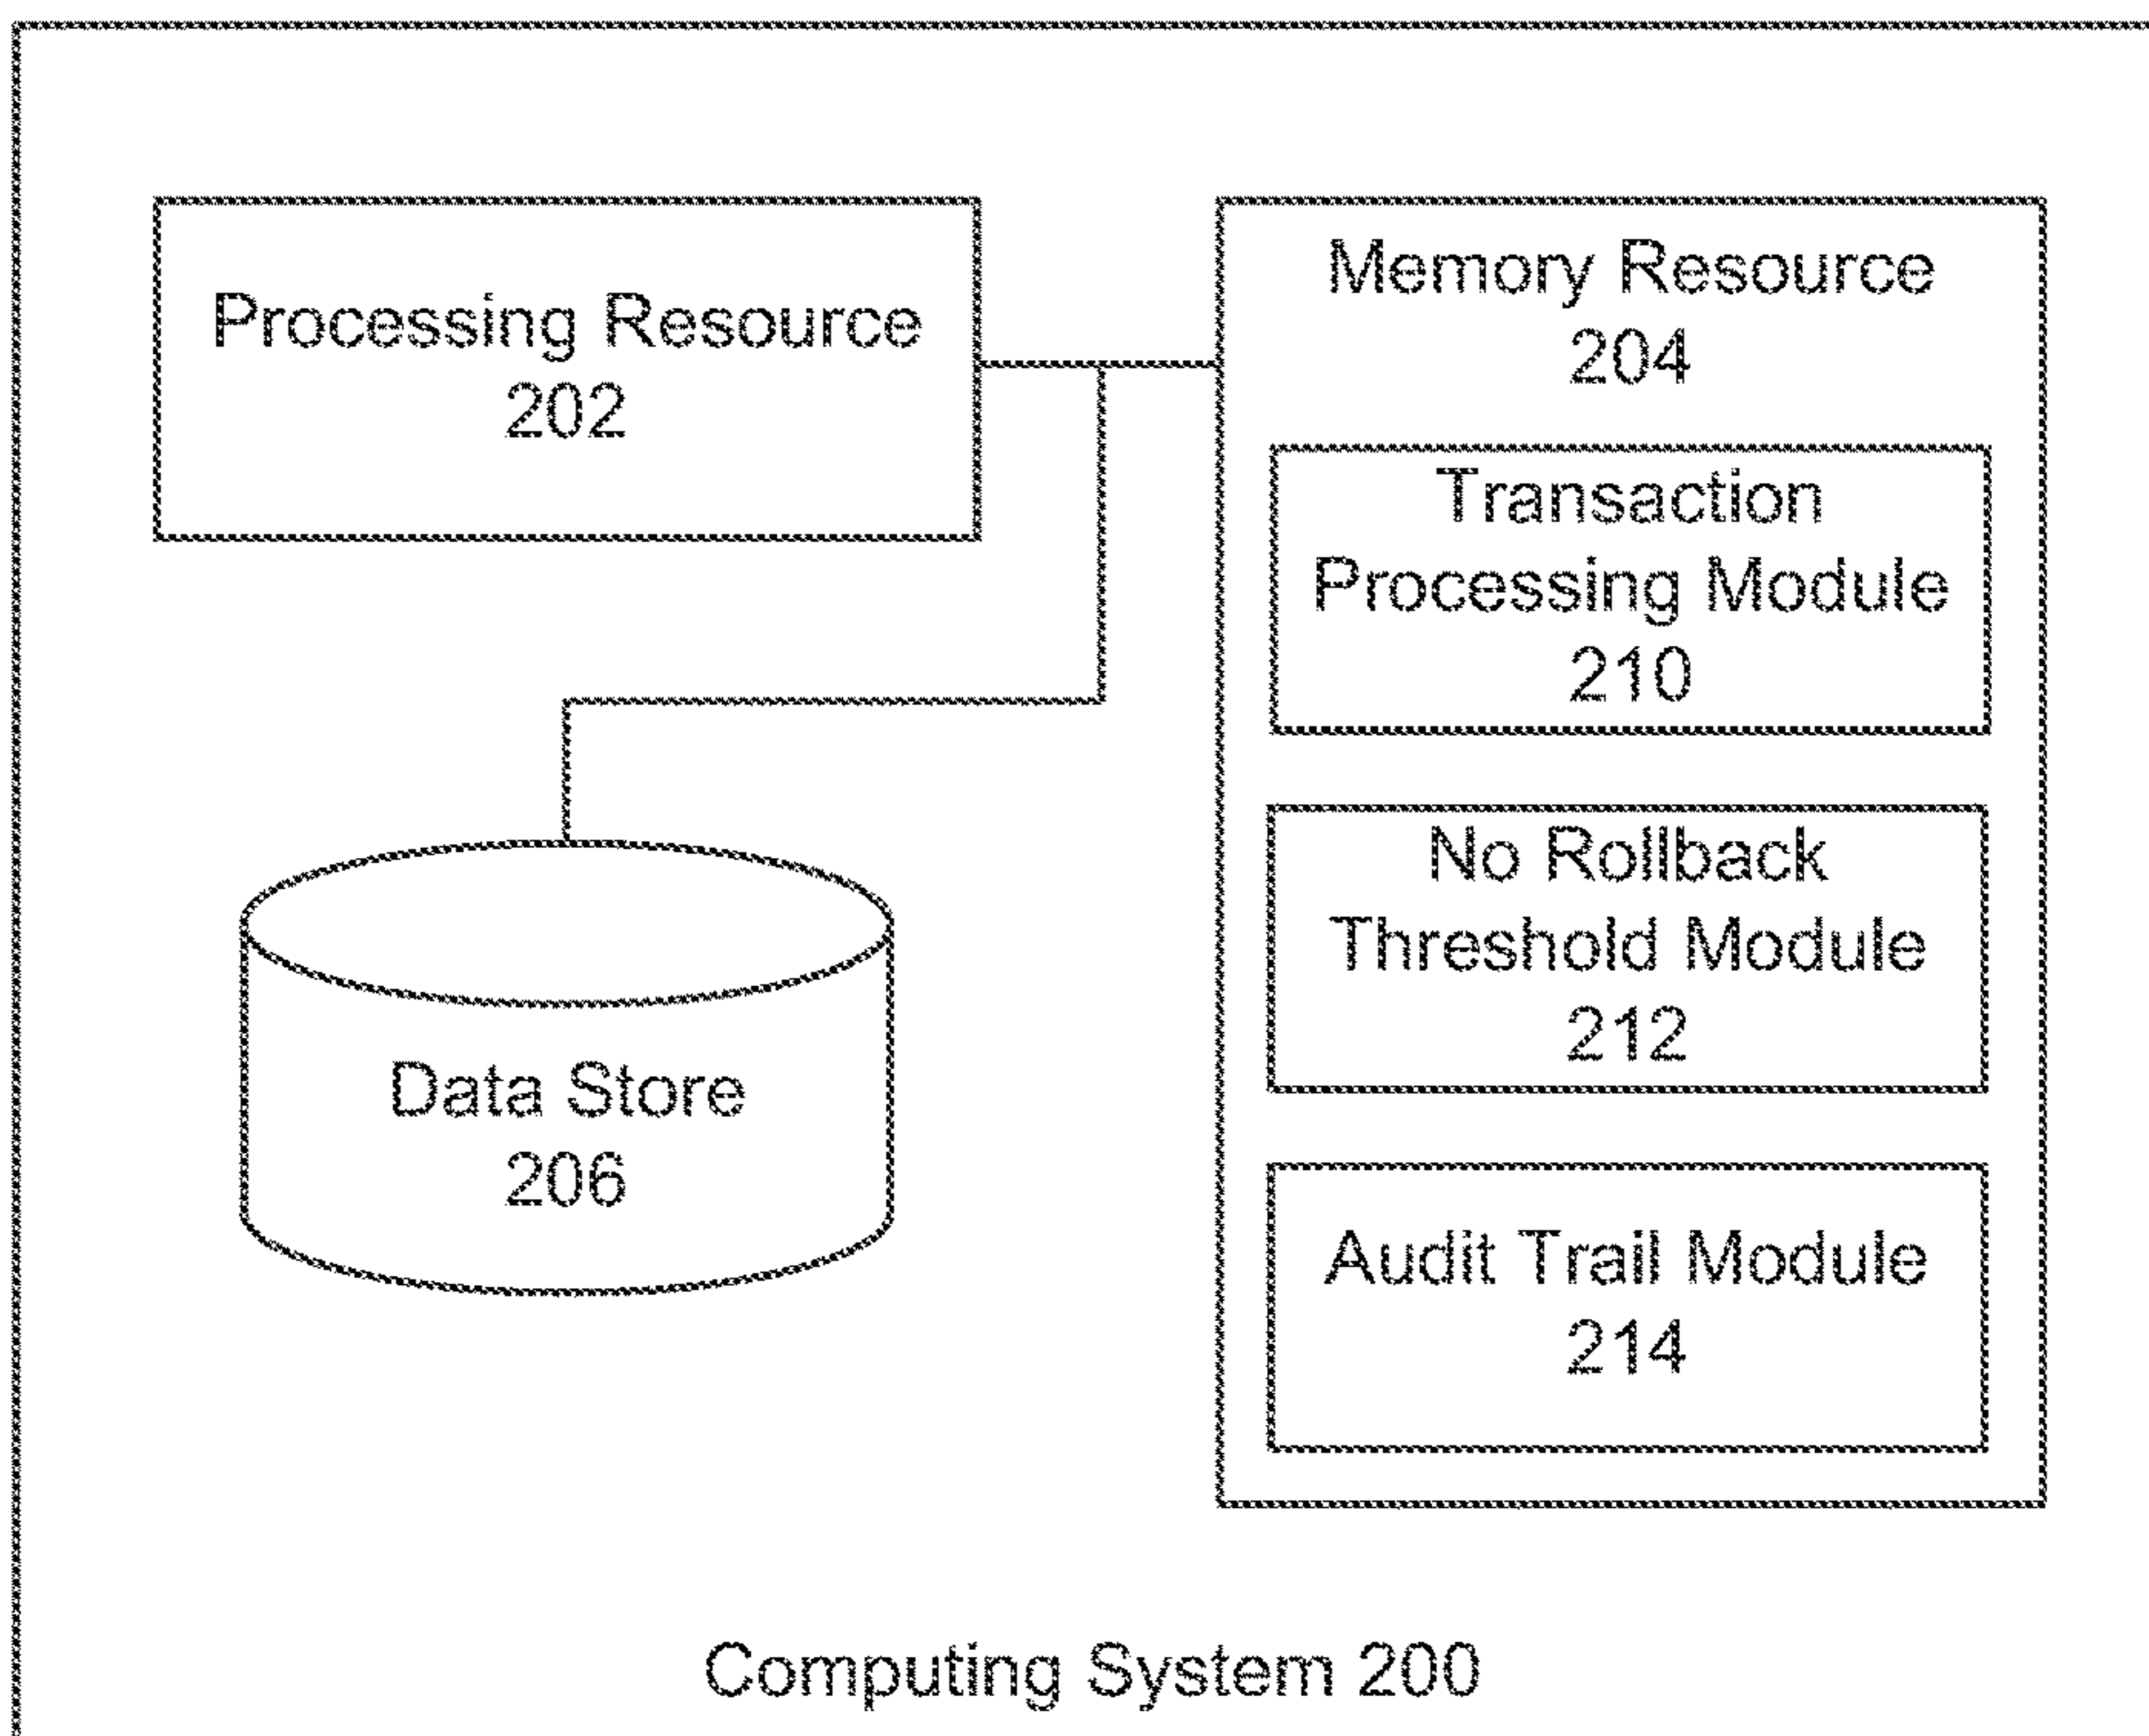 Processing Resource
202
Memory Resource
204
Transaction
Processing Module
210
No Rollback
Threshold Module
212
Audit Trail Module
214
Data Store
206
Computing System 200